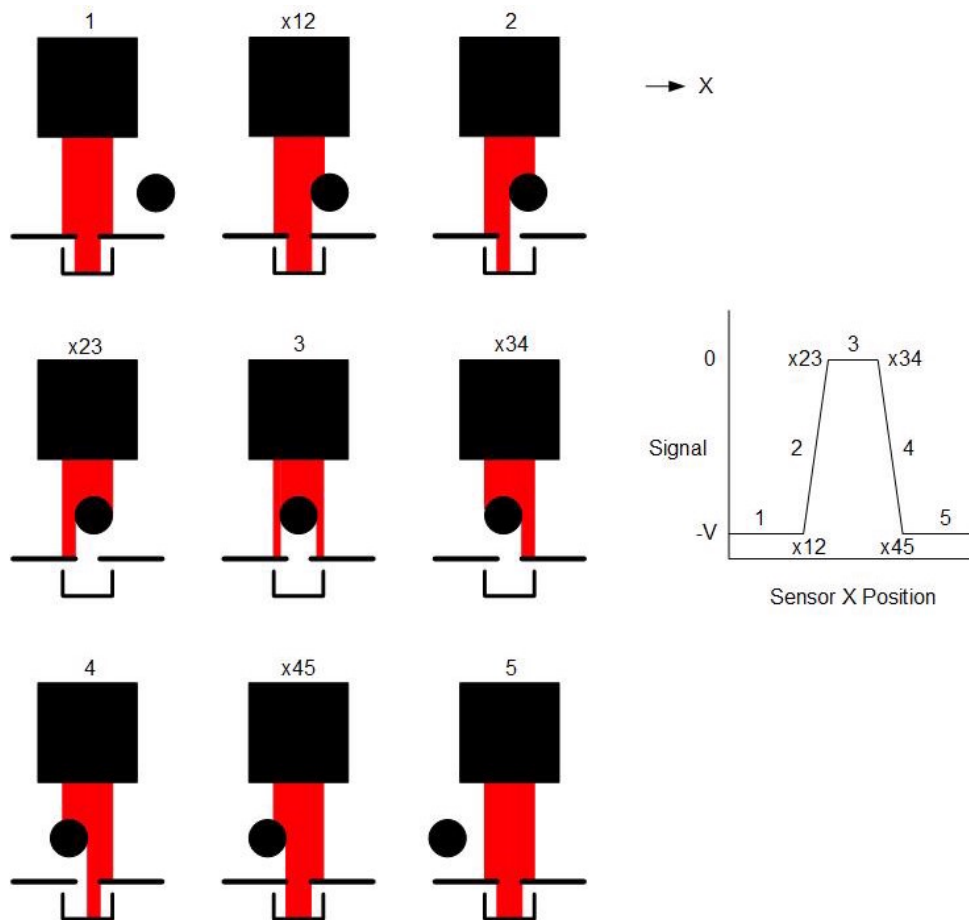 1 x12 2
X
x23 3 x34
0 x23 3 x34
Signal 2 4
-V 1 5
x12 x45
Sensor X Position
4 x45 5